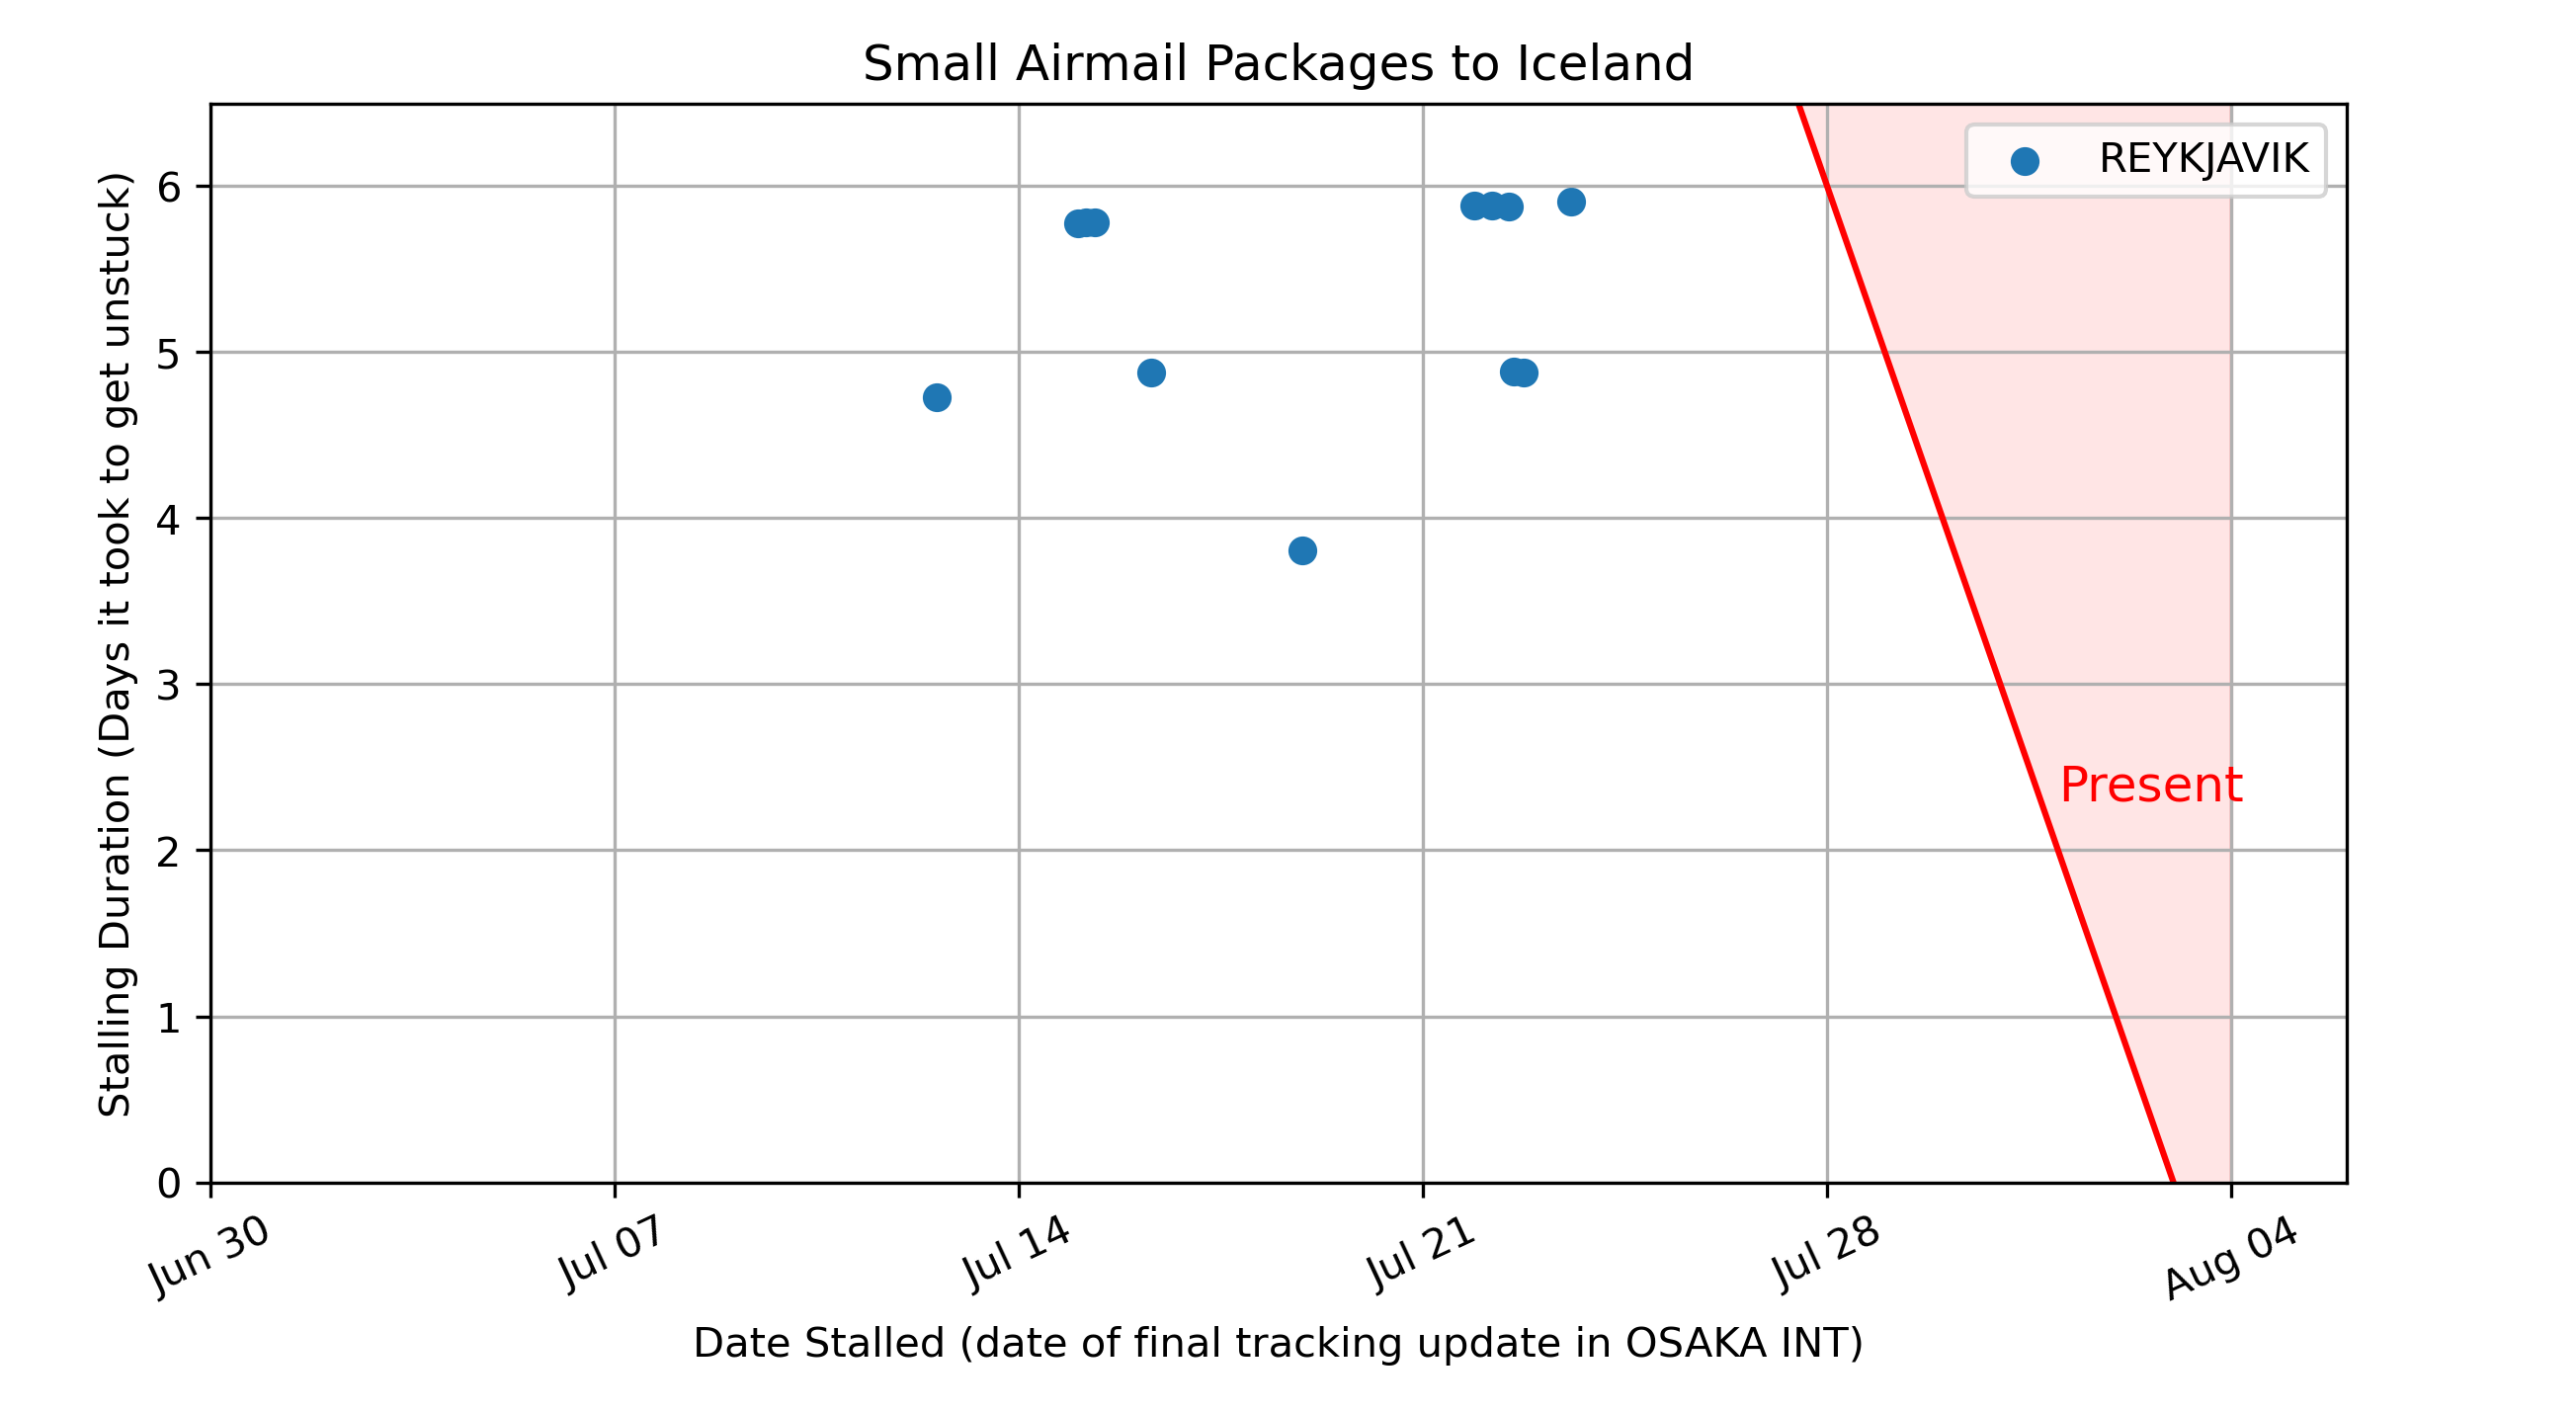 Small Airmail Packages to Iceland
REYKJAVIK
Stalling Duration (Days it took to get unstuck)
6
5
4
3
2
1
0
Present
Jun 30
Jul 07
Jul 14
Jul 21
Jul 28
Aug 04
Date Stalled (date of final tracking update in OSAKA INT)